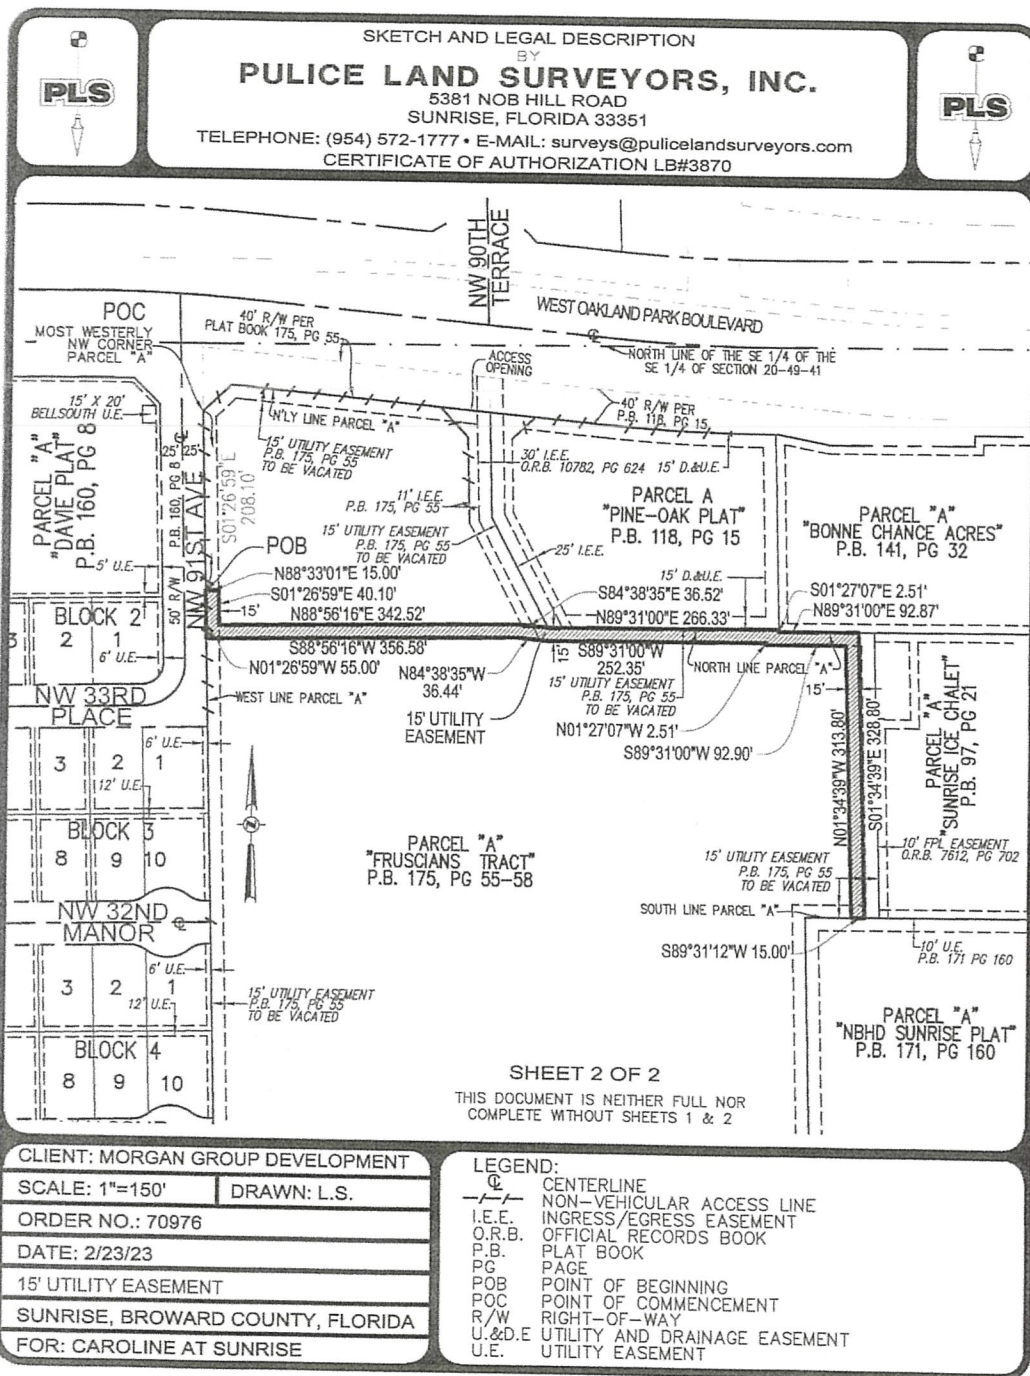 PLS
SKETCH AND LEGAL DESCRIPTION
BY
PULICE LAND SURVEYORS, INC.
5381 NOB HILL ROAD
SUNRISE, FLORIDA 33351
TELEPHONE: (954) 572-1777 • E-MAIL: surveys@pulicelandsurveyors.com
CERTIFICATE OF AUTHORIZATION LB#3870
PLS
NW 90TH
TERRACE
WEST OAKLAND PARK BOULEVARD
POC
MOST WESTERLY
NW CORNER
PARCEL "A"
40' R/W PER
PLAT BOOK 175, PG 55
NORTH LINE OF THE SE 1/4 OF THE
SE 1/4 OF SECTION 20-49-41
ACCESS
OPENING
15' X 20'
BELLSOUTH U.E.
N'LY LINE PARCEL "A"
40' R/W PER
P.B. 118, PG 15
PARCEL "A"
"DAVIE PLAT"
P.B. 160, PG 8
25'
25'
P.B. 160, PG 8
NW 91ST AVE
50' R/W
S01°26'59"E
208.10'
15' UTILITY EASEMENT
P.B. 175, PG 55
TO BE VACATED
30' I.E.E.
O.R.B. 10782, PG 624
15' D.&U.E.
11' I.E.E.
P.B. 175, PG 55
PARCEL A
"PINE-OAK PLAT"
P.B. 118, PG 15
PARCEL "A"
"BONNE CHANCE ACRES"
P.B. 141, PG 32
15' UTILITY EASEMENT
P.B. 175, PG 55
TO BE VACATED
25' I.E.E.
5' U.E.
POB
N88°33'01"E 15.00'
S01°26'59"E 40.10'
15'
N88°56'16"E 342.52'
15' D.&U.E.
S84°38'35"E 36.52'
N89°31'00"E 266.33'
S01°27'07"E 2.51'
N89°31'00"E 92.87'
BLOCK 2
3
2
1
6' U.E.
S88°56'16"W 356.58'
N01°26'59"W 55.00'
N84°38'35"W
36.44'
15'
S89°31'00"W
252.35'
NORTH LINE PARCEL "A"
15'
NW 33RD
PLACE
WEST LINE PARCEL "A"
15' UTILITY EASEMENT
P.B. 175, PG 55
TO BE VACATED
15' UTILITY
EASEMENT
N01°27'07"W 2.51'
S89°31'00"W 92.90'
N01°34'39"W 313.80'
S01°34'39"E 328.80'
PARCEL "A"
"SUNRISE ICE CHALET"
P.B. 97, PG 21
6' U.E.
3
2
1
12' U.E.
BLOCK 3
8
9
10
PARCEL "A"
"FRUSCIANS TRACT"
P.B. 175, PG 55-58
15' UTILITY EASEMENT
P.B. 175, PG 55
TO BE VACATED
10' FPL EASEMENT
O.R.B. 7612, PG 702
NW 32ND
MANOR
SOUTH LINE PARCEL "A"
S89°31'12"W 15.00'
10' U.E.
P.B. 171 PG 160
6' U.E.
3
2
1
12' U.E.
15' UTILITY EASEMENT
P.B. 175, PG 55
TO BE VACATED
BLOCK 4
8
9
10
PARCEL "A"
"NBHD SUNRISE PLAT"
P.B. 171, PG 160
SHEET 2 OF 2
THIS DOCUMENT IS NEITHER FULL NOR
COMPLETE WITHOUT SHEETS 1 & 2
CLIENT: MORGAN GROUP DEVELOPMENT
SCALE: 1"=150'
DRAWN: L.S.
ORDER NO.: 70976
DATE: 2/23/23
15' UTILITY EASEMENT
SUNRISE, BROWARD COUNTY, FLORIDA
FOR: CAROLINE AT SUNRISE
LEGEND:
CENTERLINE
NON-VEHICULAR ACCESS LINE
I.E.E. INGRESS/EGRESS EASEMENT
O.R.B. OFFICIAL RECORDS BOOK
P.B. PLAT BOOK
PG PAGE
POB POINT OF BEGINNING
POC POINT OF COMMENCEMENT
R/W RIGHT-OF-WAY
U.&D.E UTILITY AND DRAINAGE EASEMENT
U.E. UTILITY EASEMENT